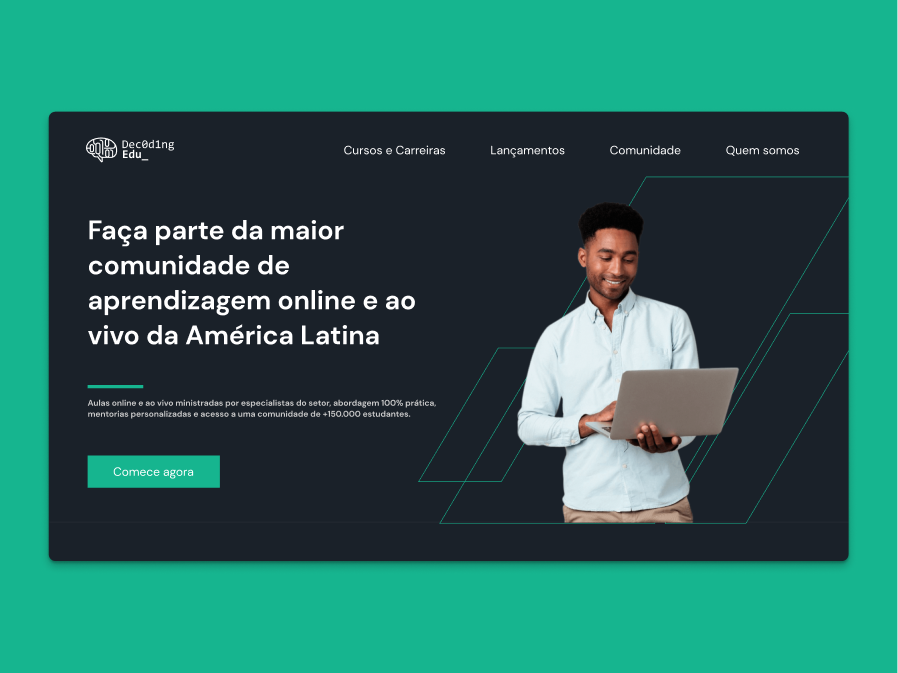 Dec0d1ng
Edu_
Cursos e Carreiras
Lançamentos
Comunidade
Quem somos
Faça parte da maior
comunidade de
aprendizagem online e ao
vivo da América Latina
Aulas online e ao vivo ministradas por especialistas do setor, abordagem 100% prática,
mentorias personalizadas e acesso a uma comunidade de +150.000 estudantes.
Comece agora